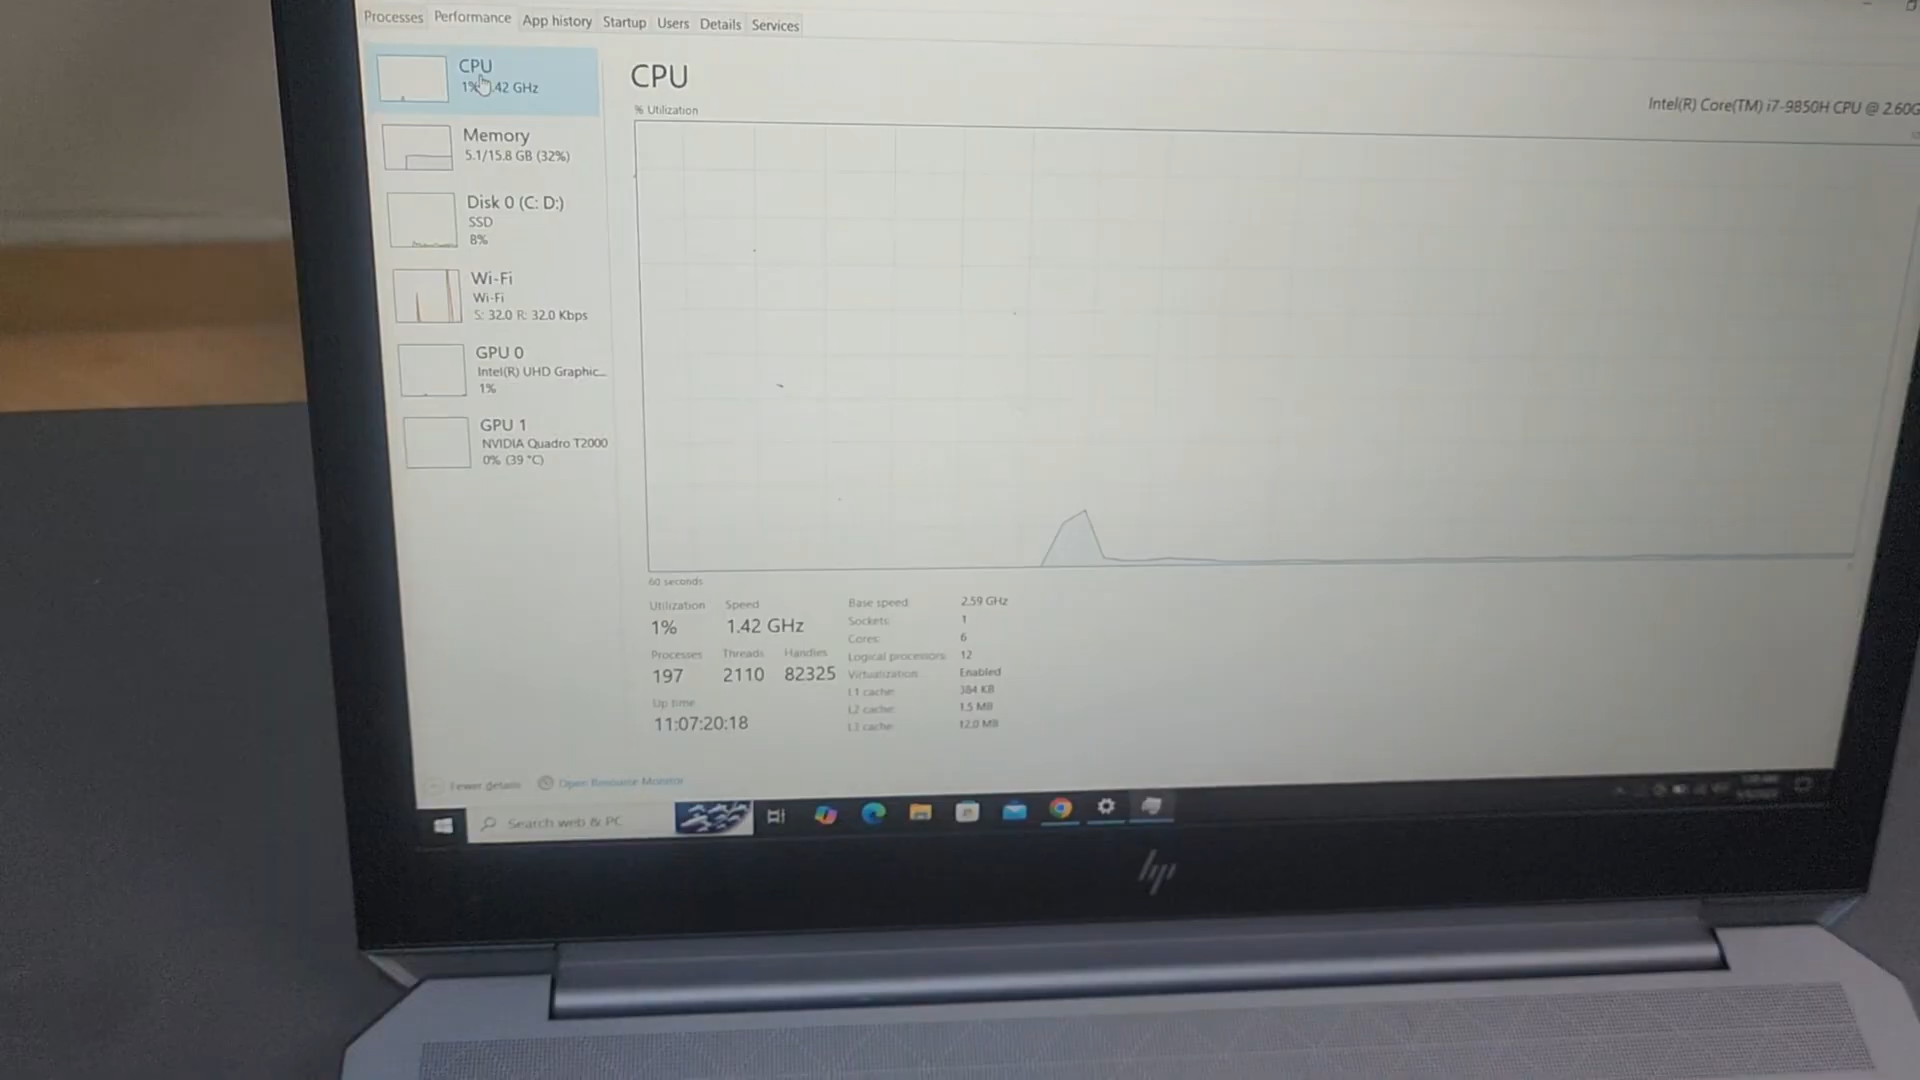 Processes Performance App history Startup Users Details Services
CPU
1% 1.42 GHz
Memory
5.1/15.8 GB (32%)
Disk 0 (C: D:)
SSD
8%
Wi-Fi
Wi-Fi
S: 32.0 R: 32.0 Kbps
GPU 0
Intel(R) UHD Graphic...
1%
GPU 1
NVIDIA Quadro T2000
0% (39 °C)
CPU
Intel(R) Core(TM) i7-9850H CPU @ 2.60G
% Utilization
60 seconds
Utilization Speed
1% 1.42 GHz
Processes Threads Handles
197 2110 82325
Up time
11:07:20:18
Base speed: 2.59 GHz
Sockets: 1
Cores: 6
Logical processors: 12
Virtualization: Enabled
L1 cache: 384 KB
L2 cache: 1.5 MB
L3 cache: 12.0 MB
Fewer details Open Resource Monitor
Search web & PC
hp